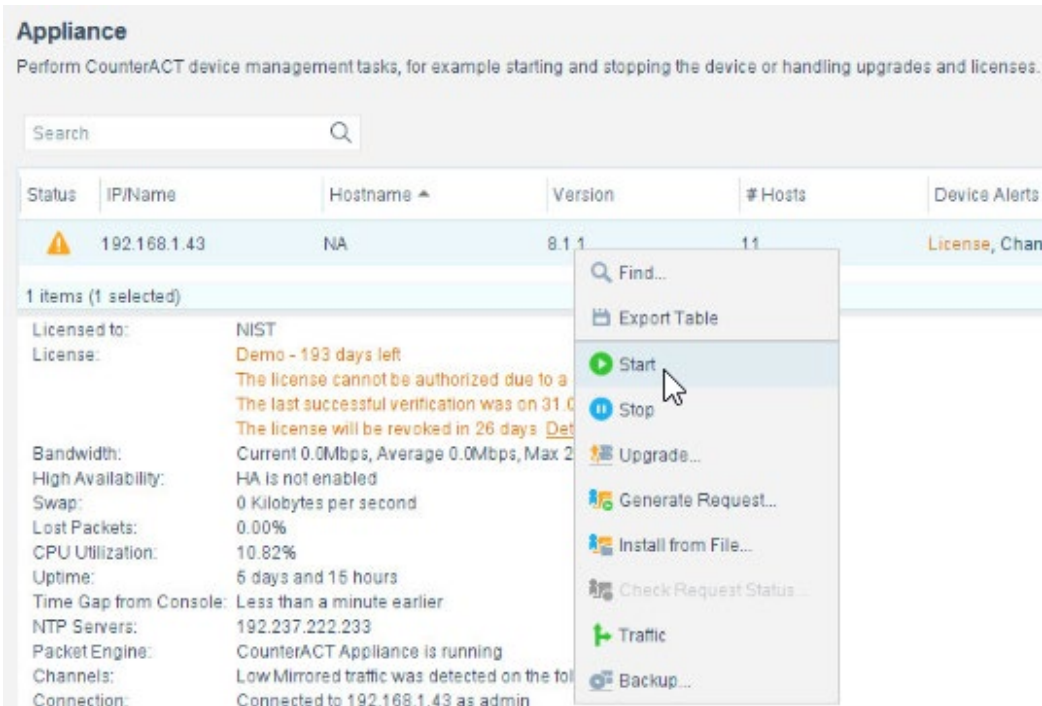 Appliance
Perform CounterACT device management tasks, for example starting and stopping the device or handling upgrades and licenses.
Search
Status IP/Name Hostname Version # Hosts Device Alerts
192.168.1.43 NA 8.1.1 11 License, Chan
1 items (1 selected)
Licensed to: NIST
License: Demo - 193 days left
The license cannot be authorized due to a
The last successful verification was on 31.0
The license will be revoked in 26 days. Det
Bandwidth: Current 0.0Mbps, Average 0.0Mbps, Max 2
High Availability: HA is not enabled
Swap: 0 Kilobytes per second
Lost Packets: 0.00%
CPU Utilization: 10.82%
Uptime: 5 days and 15 hours
Time Gap from Console: Less than a minute earlier
NTP Servers: 192.237.222.233
Packet Engine: CounterACT Appliance is running
Channels: Low Mirrored traffic was detected on the fol
Connection: Connected to 192.168.1.43 as admin
Find...
Export Table
Start
Stop
Upgrade...
Generate Request...
Install from File...
Check Request Status...
Traffic
Backup...